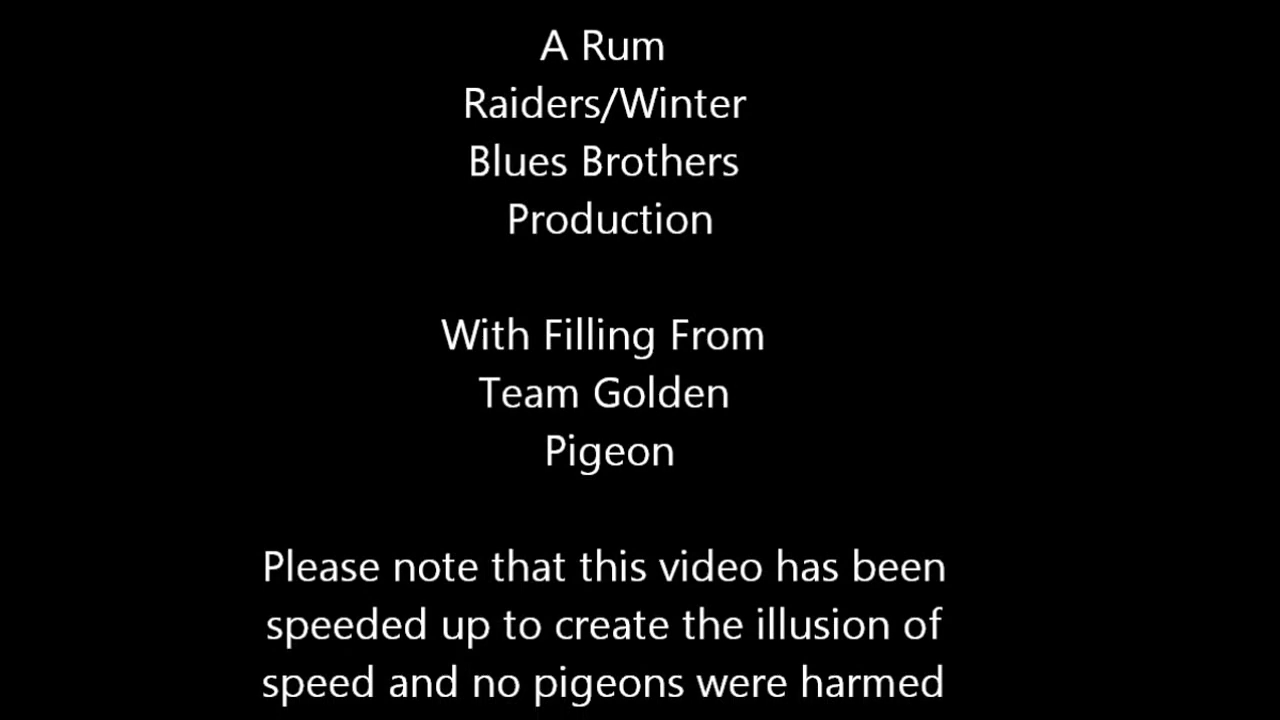 A Rum
Raiders/Winter
Blues Brothers
Production
With Filling From
Team Golden
Pigeon
Please note that this video has been
speeded up to create the illusion of
speed and no pigeons were harmed